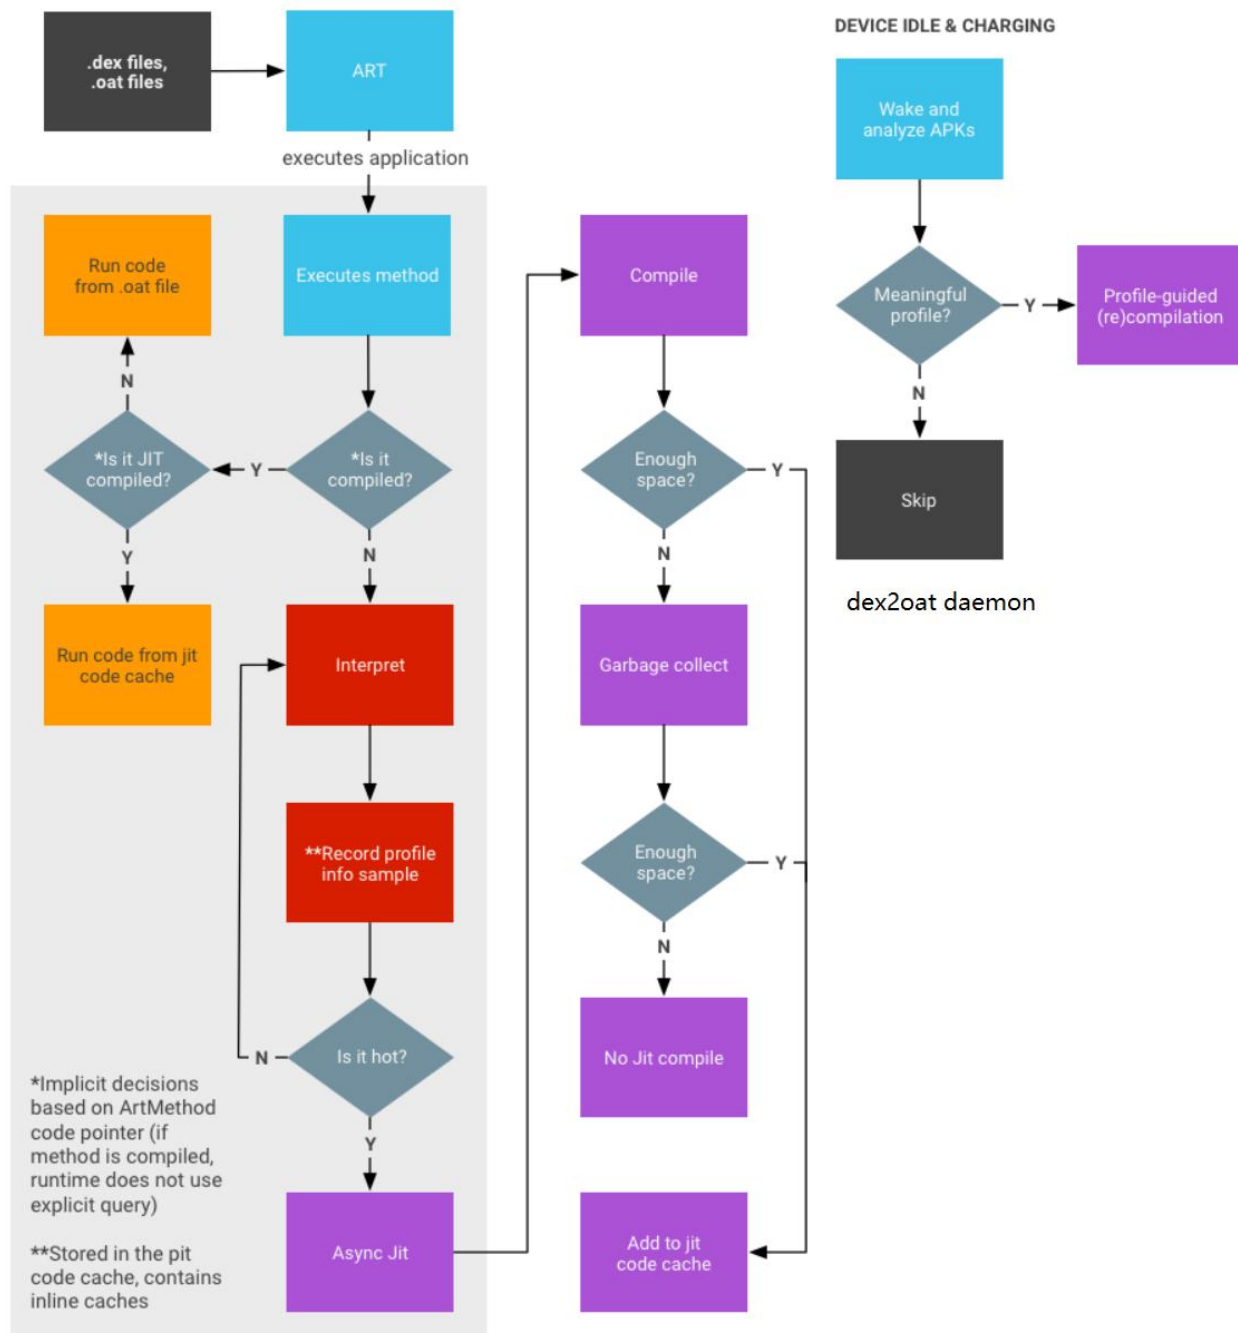 .dex files,
.oat files
ART
executes application
Run code
from .oat file
Executes method
N
*Is it JIT
compiled?
Y
*Is it
compiled?
Y
N
Run code from jit
code cache
Interpret
**Record profile
info sample
N
Is it hot?
Y
Async Jit
*Implicit decisions
based on ArtMethod
code pointer (if
method is compiled,
runtime does not use
explicit query)
**Stored in the pit
code cache, contains
inline caches
Compile
Enough
space?
Y
N
Garbage collect
Enough
space?
Y
N
No Jit compile
Add to jit
code cache
DEVICE IDLE & CHARGING
Wake and
analyze APKs
Meaningful
profile?
Y
Profile-guided
(re)compilation
N
Skip
dex2oat daemon